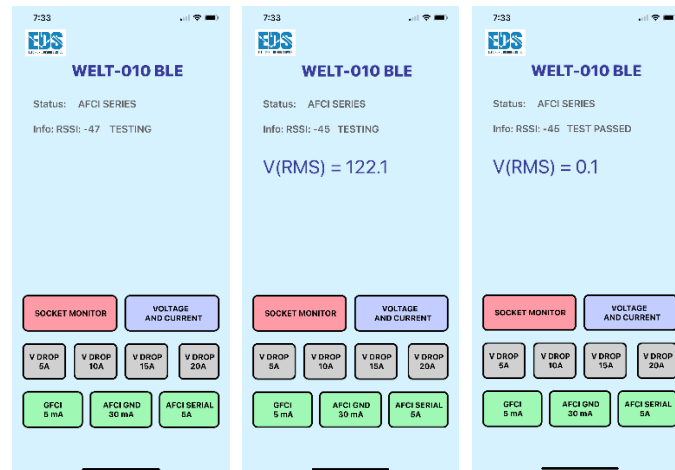 7:33
EDS
WELT-010 BLE
Status: AFCI SERIES
Info: RSSI: -47 TESTING
SOCKET MONITOR
VOLTAGE
AND CURRENT
V DROP
5A
V DROP
10A
V DROP
15A
V DROP
20A
GFCI
5 mA
AFCI GND
30 mA
AFCI SERIAL
5A
7:33
EDS
WELT-010 BLE
Status: AFCI SERIES
Info: RSSI: -45 TESTING
V(RMS) = 122.1
SOCKET MONITOR
VOLTAGE
AND CURRENT
V DROP
5A
V DROP
10A
V DROP
15A
V DROP
20A
GFCI
5 mA
AFCI GND
30 mA
AFCI SERIAL
5A
7:33
EDS
WELT-010 BLE
Status: AFCI SERIES
Info: RSSI: -45 TEST PASSED
V(RMS) = 0.1
SOCKET MONITOR
VOLTAGE
AND CURRENT
V DROP
5A
V DROP
10A
V DROP
15A
V DROP
20A
GFCI
5 mA
AFCI GND
30 mA
AFCI SERIAL
5A